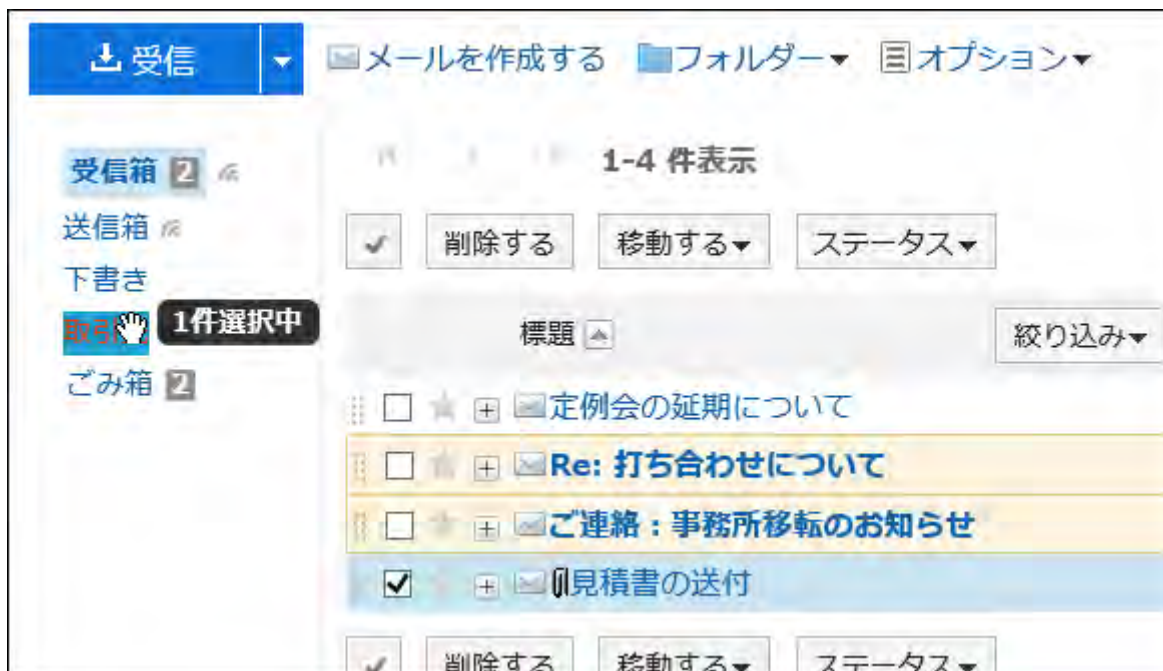 受信 メールを作成する フォルダー オプション
受信箱 2
送信箱
下書き
取引
1件選択中
ごみ箱 2
1-4 件表示
削除する 移動する ステータス
標題 絞り込み
定例会の延期について
Re: 打ち合わせについて
ご連絡：事務所移転のお知らせ
見積書の送付
削除する 移動する ステータス